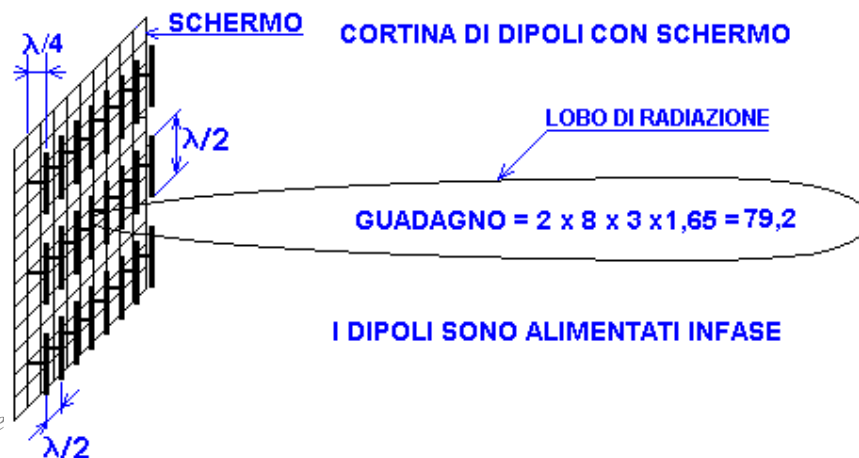 SCHERMO
CORTINA DI DIPOLI CON SCHERMO
λ/4
λ/2
LOBO DI RADIAZIONE
GUADAGNO = 2 x 8 x 3 x1,65 = 79,2
I DIPOLI SONO ALIMENTATI INFASE
e
λ/2